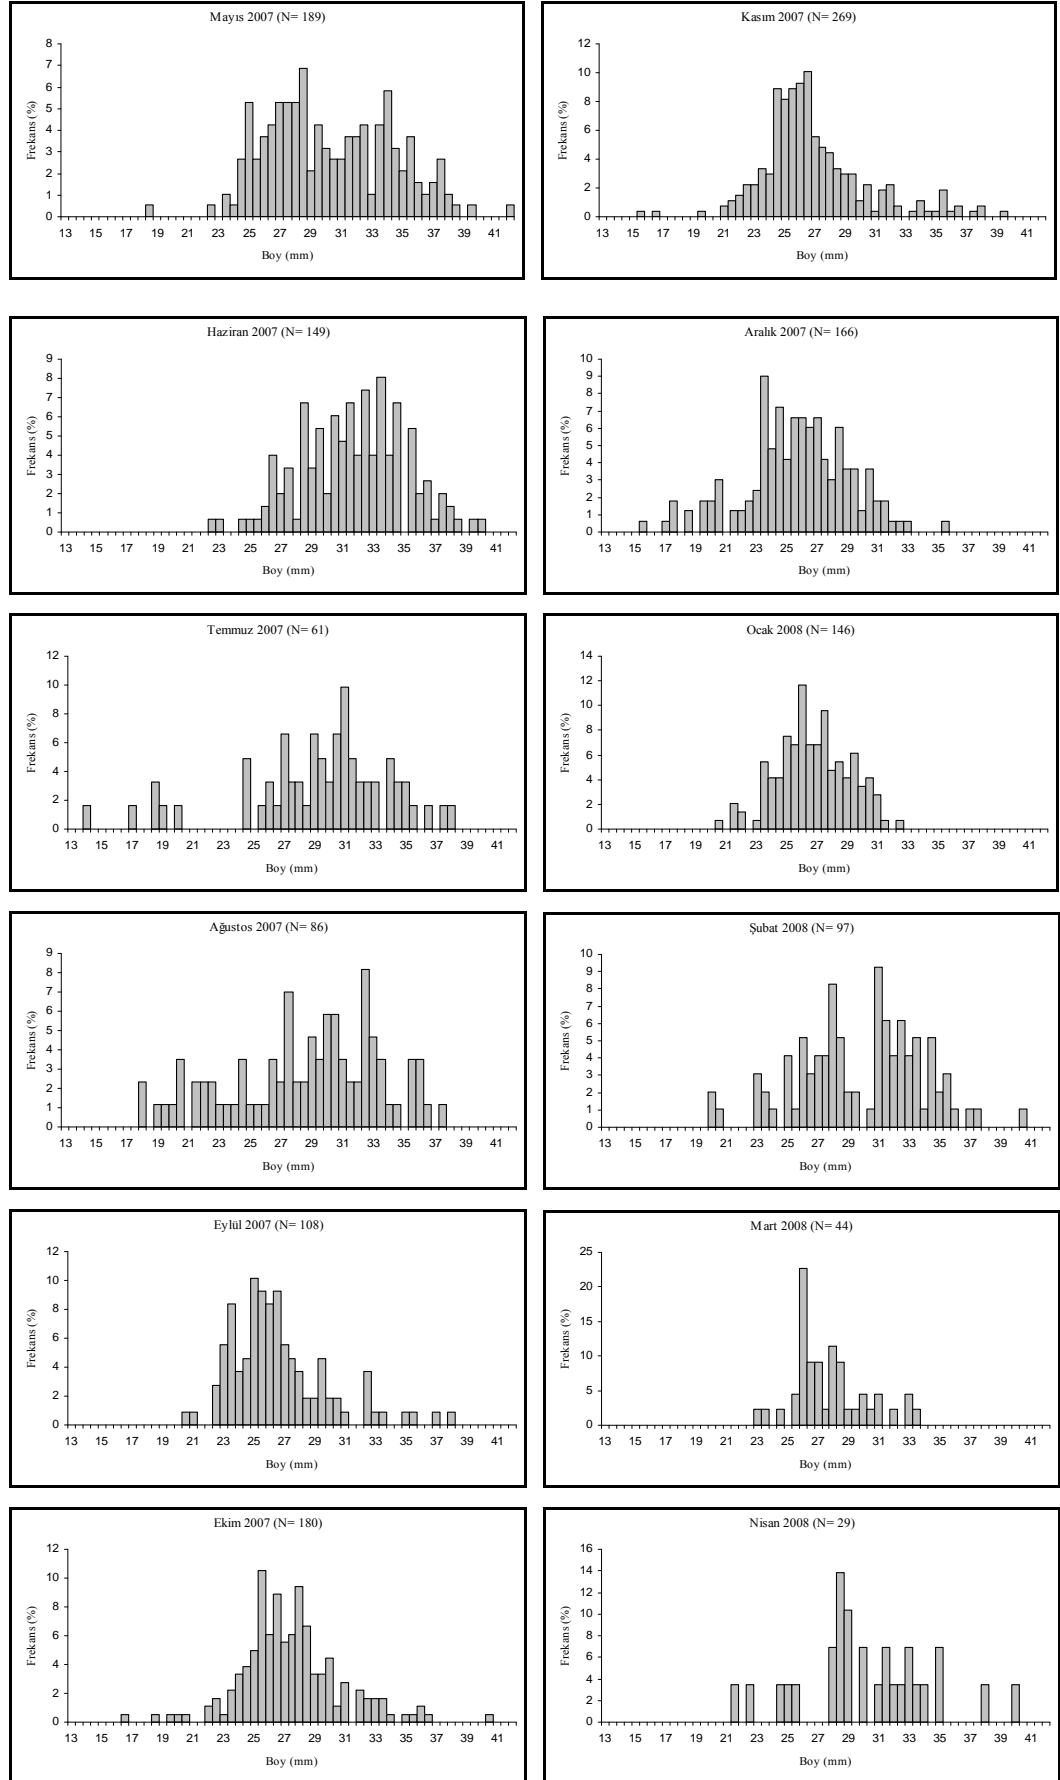 Mayıs 2007 (N= 189)
8
7
6
5
4
3
2
1
0
Frekans (%)
13 15 17 19 21 23 25 27 29 31 33 35 37 39 41
Boy (mm)
Kasım 2007 (N= 269)
12
10
8
6
4
2
0
Frekans (%)
13 15 17 19 21 23 25 27 29 31 33 35 37 39 41
Boy (mm)
Haziran 2007 (N= 149)
9
8
7
6
5
4
3
2
1
0
Frekans (%)
13 15 17 19 21 23 25 27 29 31 33 35 37 39 41
Boy (mm)
Aralık 2007 (N= 166)
10
9
8
7
6
5
4
3
2
1
0
Frekans (%)
13 15 17 19 21 23 25 27 29 31 33 35 37 39 41
Boy (mm)
Temmuz 2007 (N= 61)
12
10
8
6
4
2
0
Frekans (%)
13 15 17 19 21 23 25 27 29 31 33 35 37 39 41
Boy (mm)
Ocak 2008 (N= 146)
14
12
10
8
6
4
2
0
Frekans (%)
13 15 17 19 21 23 25 27 29 31 33 35 37 39 41
Boy (mm)
Ağustos 2007 (N= 86)
9
8
7
6
5
4
3
2
1
0
Frekans (%)
13 15 17 19 21 23 25 27 29 31 33 35 37 39 41
Boy (mm)
Şubat 2008 (N= 97)
10
9
8
7
6
5
4
3
2
1
0
Frekans (%)
13 15 17 19 21 23 25 27 29 31 33 35 37 39 41
Boy (mm)
Eylül 2007 (N= 108)
12
10
8
6
4
2
0
Frekans (%)
13 15 17 19 21 23 25 27 29 31 33 35 37 39 41
Boy (mm)
Mart 2008 (N= 44)
25
20
15
10
5
0
Frekans (%)
13 15 17 19 21 23 25 27 29 31 33 35 37 39 41
Boy (mm)
Ekim 2007 (N= 180)
12
10
8
6
4
2
0
Frekans (%)
13 15 17 19 21 23 25 27 29 31 33 35 37 39 41
Boy (mm)
Nisan 2008 (N= 29)
16
14
12
10
8
6
4
2
0
Frekans (%)
13 15 17 19 21 23 25 27 29 31 33 35 37 39 41
Boy (mm)